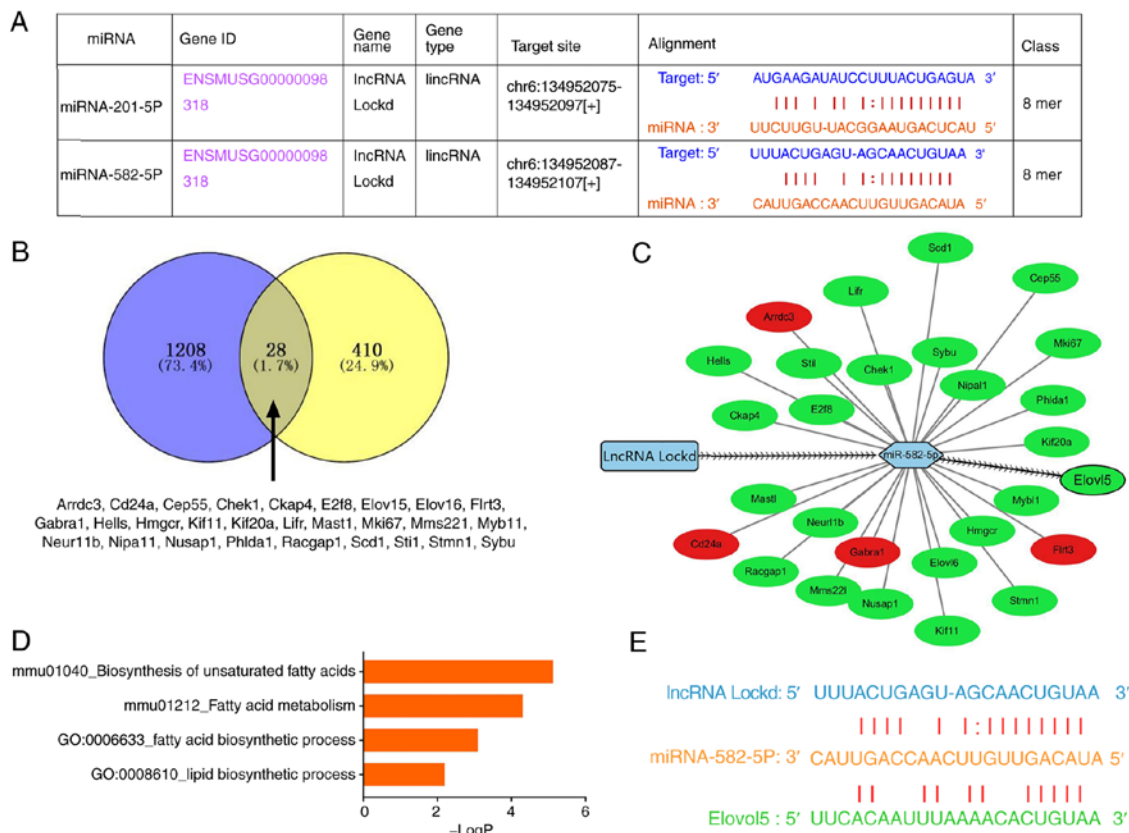 A
miRNA Gene ID Gene name Gene type Target site Alignment Class
miRNA-201-5P ENSMUSG00000098318 lncRNA Lockd lincRNA chr6:134952075-134952097[+] 8 mer
Target: 5′ AUGAAGAUAUCCUUUACUGAGUA 3′
miRNA : 3′ UUCUUGU-UACGGAAUGACUCAU 5′
miRNA-582-5P ENSMUSG00000098318 lncRNA Lockd lincRNA chr6:134952087-134952107[+] 8 mer
Target: 5′ UUUACUGAGU-AGCAACUGUAA 3'
miRNA : 3′ CAUUGACCAACUUGUUGACAUA 5′
B
1208 (73.4%)
28 (1.7%)
410 (24.9%)
Arrdc3, Cd24a, Cep55, Chek1, Ckap4, E2f8, Elov15, Elov16, Flrt3,
Gabra1, Hells, Hmgcr, Kif11, Kif20a, Lifr, Mast1, Mki67, Mms221, Myb11,
Neur11b, Nipa11, Nusap1, Phlda1, Racgap1, Scd1, Sti1, Stmn1, Sybu
C
Scd1
Cep55
Lifr
Arrdc3
Mki67
Sybu
Hells
Stil
Chek1
Nipal1
Phlda1
E2f8
Ckap4
Kif20a
LncRNA Lockd
miR-582-5p
Elovl5
Mastl
Mybl1
Neurl1b
Hmgcr
Cd24a
Gabra1
Flrt3
Elovl6
Racgap1
Mms22l
Nusap1
Stmn1
Kif11
D
mmu01040_Biosynthesis of unsaturated fatty acids
mmu01212_Fatty acid metabolism
GO:0006633_fatty acid biosynthetic process
GO:0008610_lipid biosynthetic process
0 2 4 6
–LogP
E
lncRNA Lockd: 5′ UUUACUGAGU-AGCAACUGUAA 3′
miRNA-582-5P: 3′ CAUUGACCAACUUGUUGACAUA 5′
Elovol5 : 5′ UUCACAAUUUAAAACACUGUAA 3′